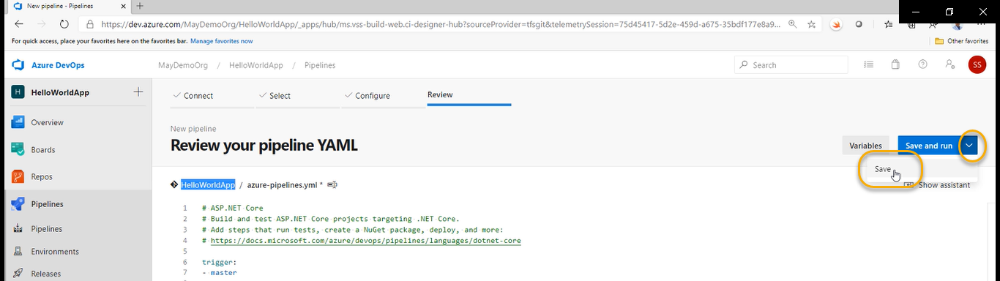 New pipeline - Pipelines
https://dev.azure.com/MayDemoOrg/HelloWorldApp/_apps/hub/ms.vss-build-web.ci-designer-hub?sourceProvider=tfsgit&telemetrySession=75d45417-5d2e-459d-a675-35bdf177e8a9...
For quick access, place your favorites here on the favorites bar. Manage favorites now
Other favorites
Azure DevOps
MayDemoOrg / HelloWorldApp / Pipelines
Search
SS
H HelloWorldApp
Connect Select Configure Review
Overview
New pipeline
Review your pipeline YAML
Variables Save and run
Boards
Save
Repos
HelloWorldApp / azure-pipelines.yml *
Show assistant
Pipelines
1 # ASP.NET Core
2 # Build and test ASP.NET Core projects targeting .NET Core.
3 # Add steps that run tests, create a NuGet package, deploy, and more:
4 # https://docs.microsoft.com/azure/devops/pipelines/languages/dotnet-core
5
6 trigger:
7 - master
Pipelines
Environments
Releases